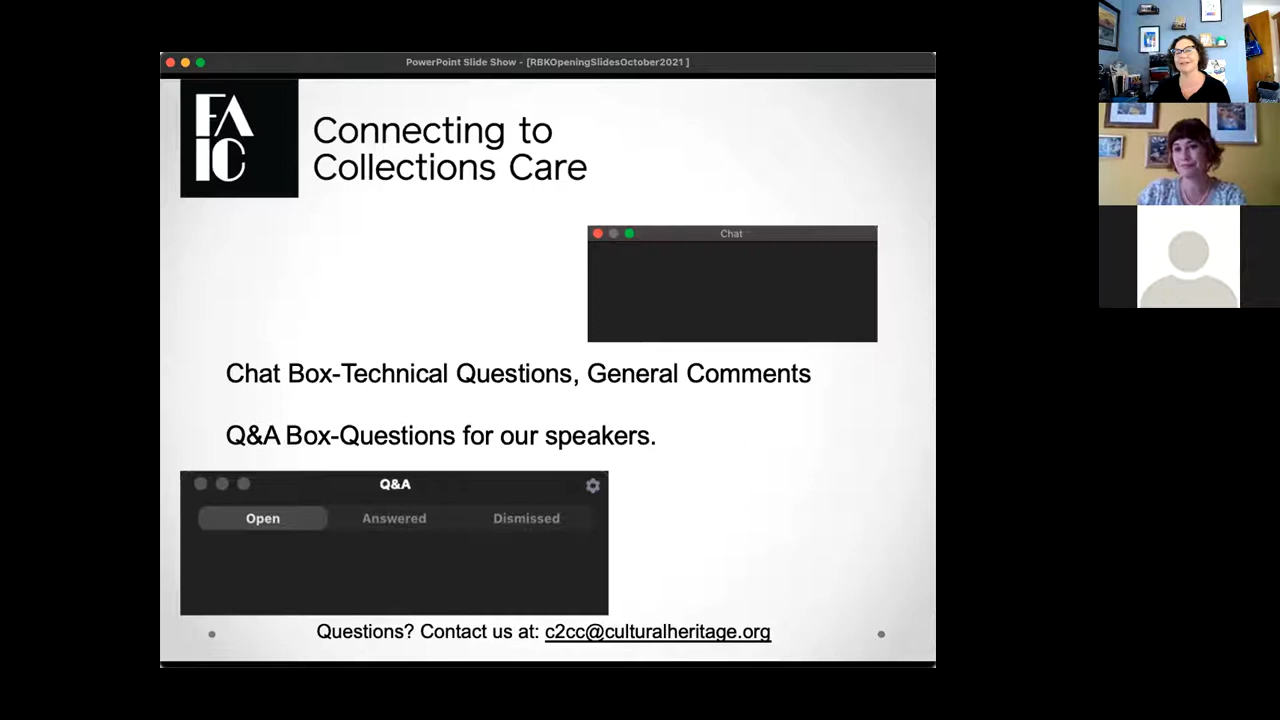 PowerPoint Slide Show - [RBKOpeningSlidesOctober2021 ]
FA
IC
Connecting to
Collections Care
Chat
Chat Box-Technical Questions, General Comments
Q&A Box-Questions for our speakers.
Q&A
Open Answered Dismissed
Questions? Contact us at: c2cc@culturalheritage.org